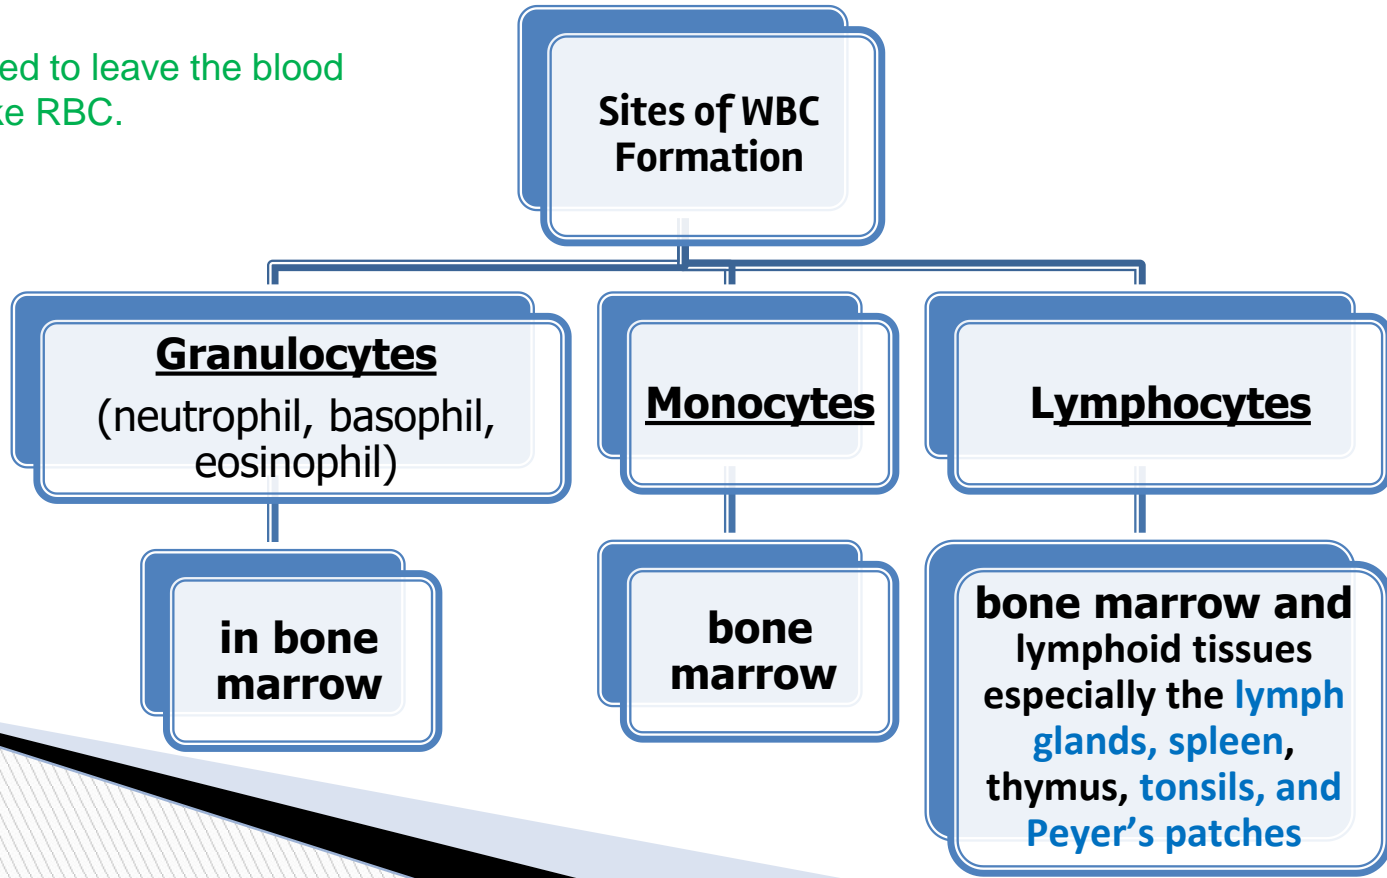 ed to leave the blood
ke RBC.
Sites of WBC
Formation
Granulocytes
(neutrophil, basophil,
eosinophil)
in bone
marrow
Monocytes
bone
marrow
Lymphocytes
bone marrow and
lymphoid tissues
especially the lymph
glands, spleen,
thymus, tonsils, and
Peyer’s patches